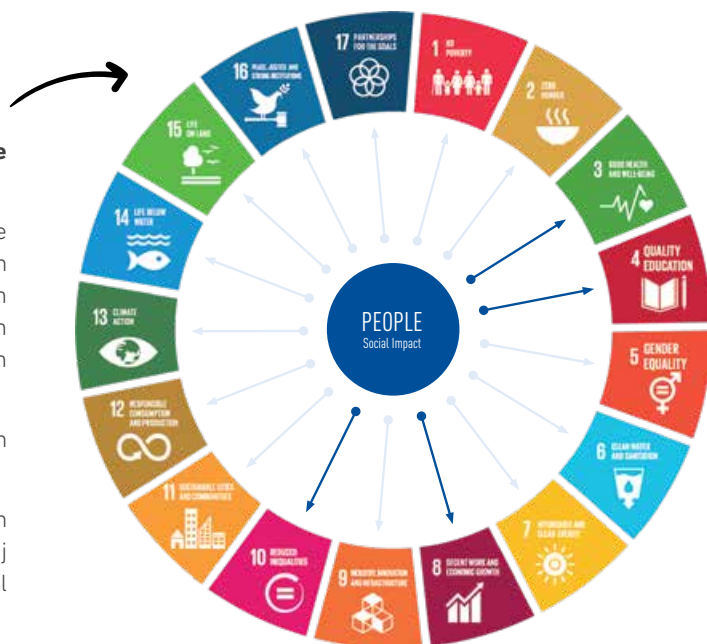 17 PARTNERSHIPS
FOR THE GOALS
1 NO
POVERTY
2 ZERO
HUNGER
3 GOOD HEALTH
AND WELL-BEING
4 QUALITY
EDUCATION
5 GENDER
EQUALITY
6 CLEAN WATER
AND SANITATION
7 AFFORDABLE AND
CLEAN ENERGY
8 DECENT WORK AND
ECONOMIC GROWTH
9 INDUSTRY, INNOVATION
AND INFRASTRUCTURE
10 REDUCED
INEQUALITIES
11 SUSTAINABLE CITIES
AND COMMUNITIES
12 RESPONSIBLE
CONSUMPTION
AND PRODUCTION
13 CLIMATE
ACTION
14 LIFE BELOW
WATER
15 LIFE
ON LAND
16 PEACE, JUSTICE AND
STRONG INSTITUTIONS
PEOPLE
Social Impact
e
e
n
n
n
n
n
n
j
l